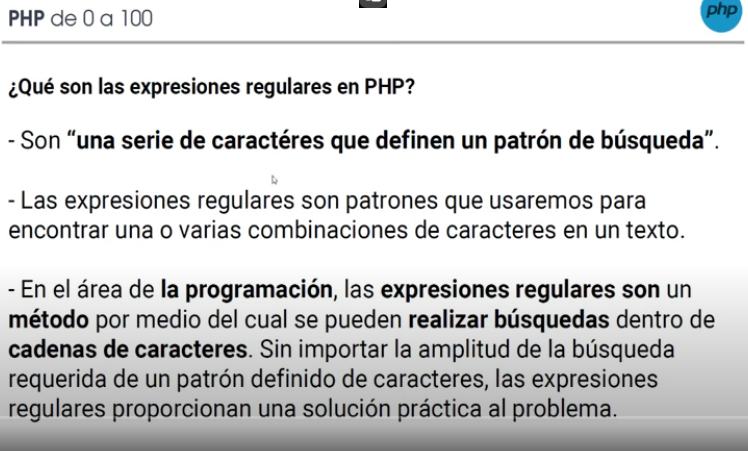 PHP de 0 a 100
php
¿Qué son las expresiones regulares en PHP?
- Son “una serie de caractéres que definen un patrón de búsqueda”.
- Las expresiones regulares son patrones que usaremos para
encontrar una o varias combinaciones de caracteres en un texto.
- En el área de la programación, las expresiones regulares son un
método por medio del cual se pueden realizar búsquedas dentro de
cadenas de caracteres. Sin importar la amplitud de la búsqueda
requerida de un patrón definido de caracteres, las expresiones
regulares proporcionan una solución práctica al problema.